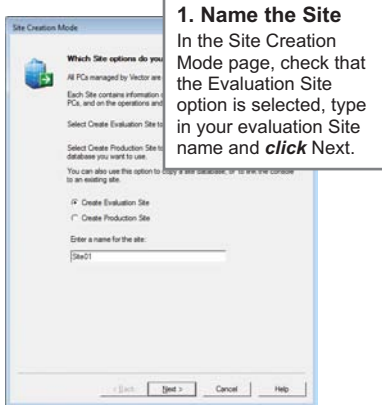 Site Creation Mode
1. Name the Site
In the Site Creation
Mode page, check that
the Evaluation Site
option is selected, type
in your evaluation Site
name and click Next.
Which Site options do you
All PCs managed by Vector are
Each Site contains information
PCs, and on the operations and
Select Create Evaluation Site to
Select Create Production Site to
database you want to use.
You can also use this option to copy a site database, or to link the console
to an existing site.
Create Evaluation Site
Create Production Site
Enter a name for the site:
Site01
< Back
Next >
Cancel
Help